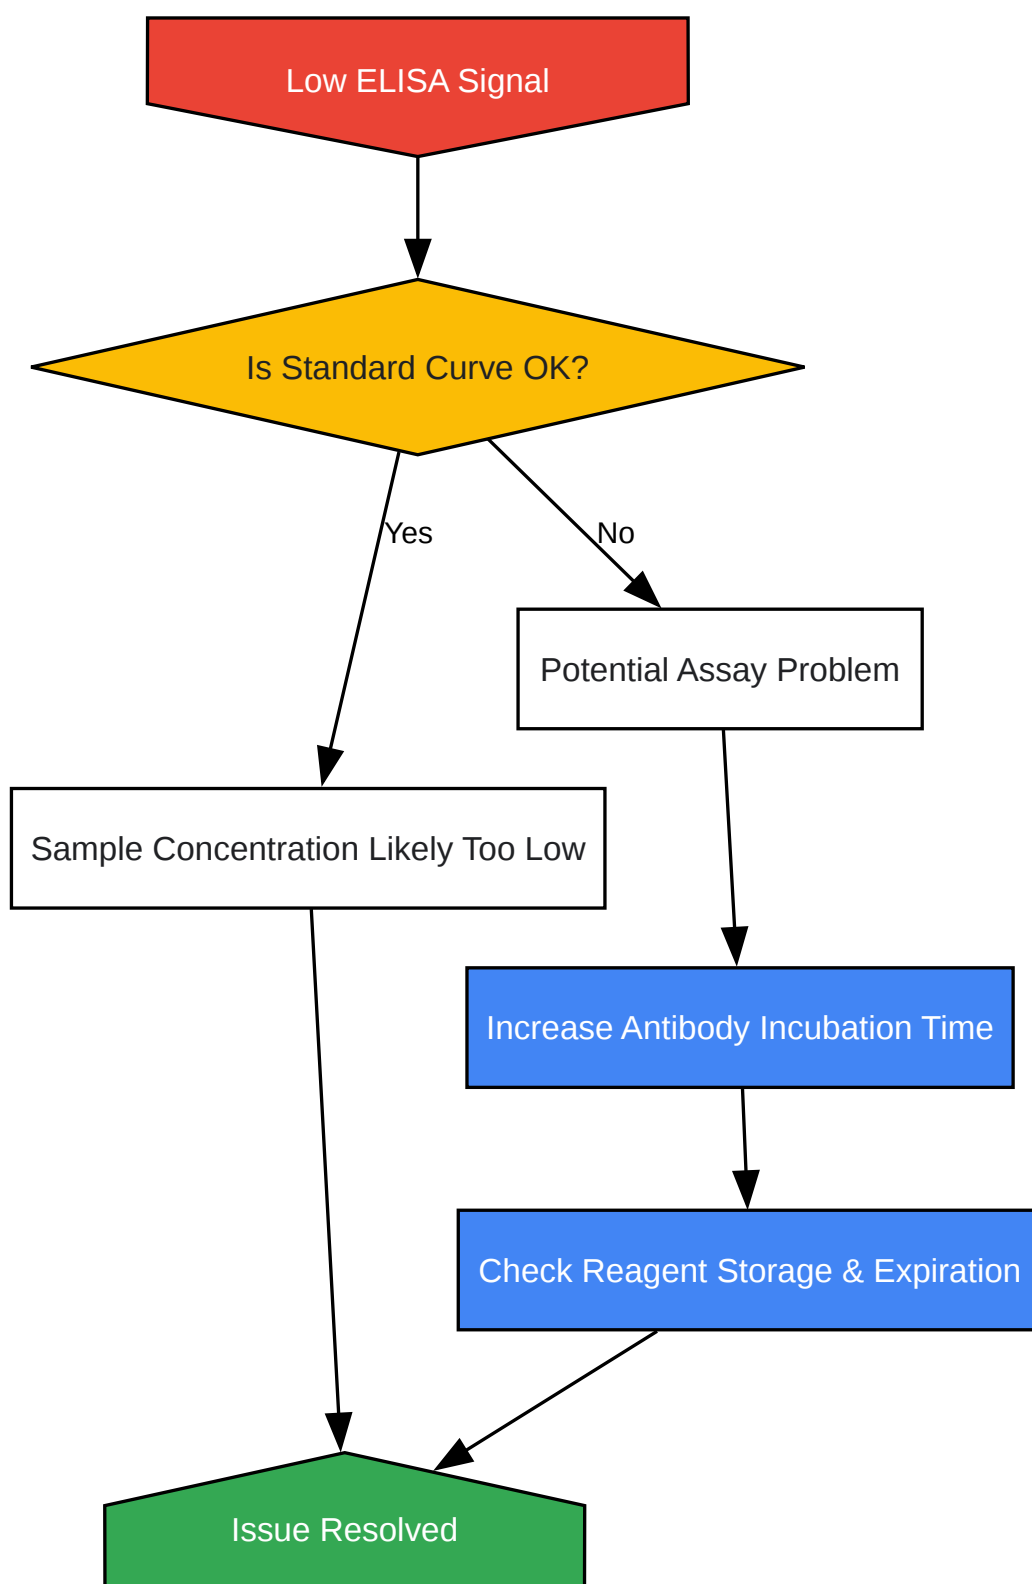 Low ELISA Signal
Is Standard Curve OK?
Yes
No
Potential Assay Problem
Sample Concentration Likely Too Low
Increase Antibody Incubation Time
Check Reagent Storage & Expiration
Issue Resolved